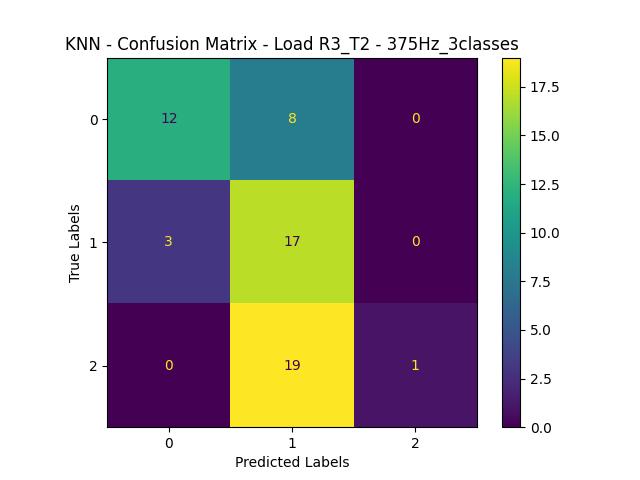 KNN - Confusion Matrix - Load R3_T2 - 375Hz_3classes
True Labels
0
1
2
12 8 0
3 17 0
0 19 1
0 1 2
Predicted Labels
17.5
15.0
12.5
10.0
7.5
5.0
2.5
0.0